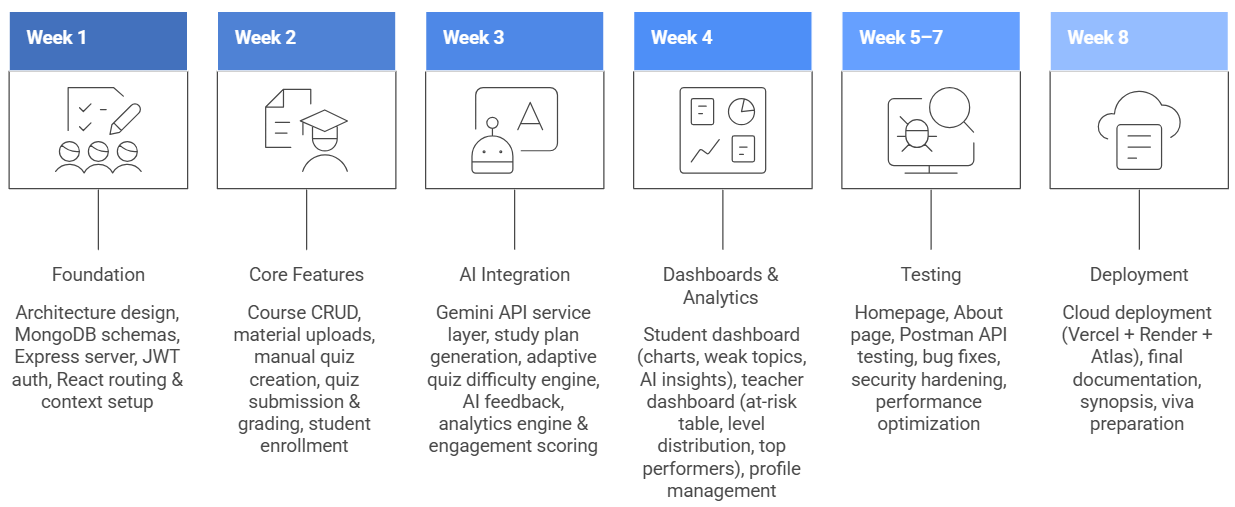 Week 1
Week 2
Week 3
Week 4
Week 5–7
Week 8
A
Foundation
Architecture design,
MongoDB schemas,
Express server, JWT
auth, React routing &
context setup
Core Features
Course CRUD,
material uploads,
manual quiz
creation, quiz
submission &
grading, student
enrollment
AI Integration
Gemini API service
layer, study plan
generation, adaptive
quiz difficulty engine,
AI feedback,
analytics engine &
engagement scoring
Dashboards &
Analytics
Student dashboard
(charts, weak topics,
AI insights), teacher
dashboard (at-risk
table, level
distribution, top
performers), profile
management
Testing
Homepage, About
page, Postman API
testing, bug fixes,
security hardening,
performance
optimization
Deployment
Cloud deployment
(Vercel + Render +
Atlas), final
documentation,
synopsis, viva
preparation